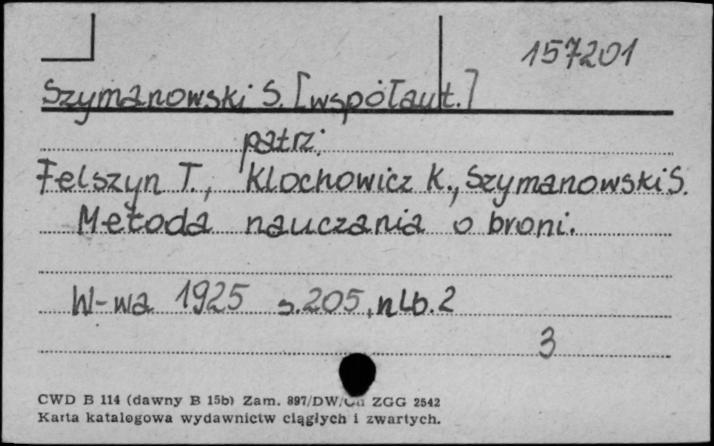 157201
Szymanowski S. [współaut.]
patrz:
Felszyn T., Klochowicz K., Szymanowski S.
Metoda nauczania o broni.
W-wa 1925 s. 205, nlb. 2
3
CWD B 114 (dawny B 15b) Zam. 897/DW/ ZGG 2542
Karta katalogowa wydawnictw ciągłych i zwartych.